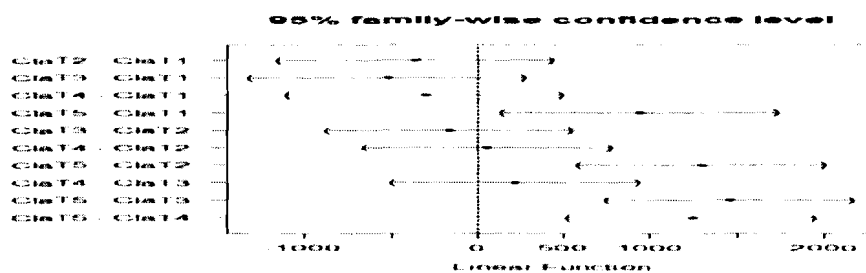 95% family-wise confidence level
ClaT2 - ClaT1
ClaT3 - ClaT1
ClaT4 - ClaT1
ClaT5 - ClaT1
ClaT3 - ClaT2
ClaT4 - ClaT2
ClaT5 - ClaT2
ClaT4 - ClaT3
ClaT5 - ClaT3
ClaT5 - ClaT4
-1000 0 500 1000 2000
Linear Function